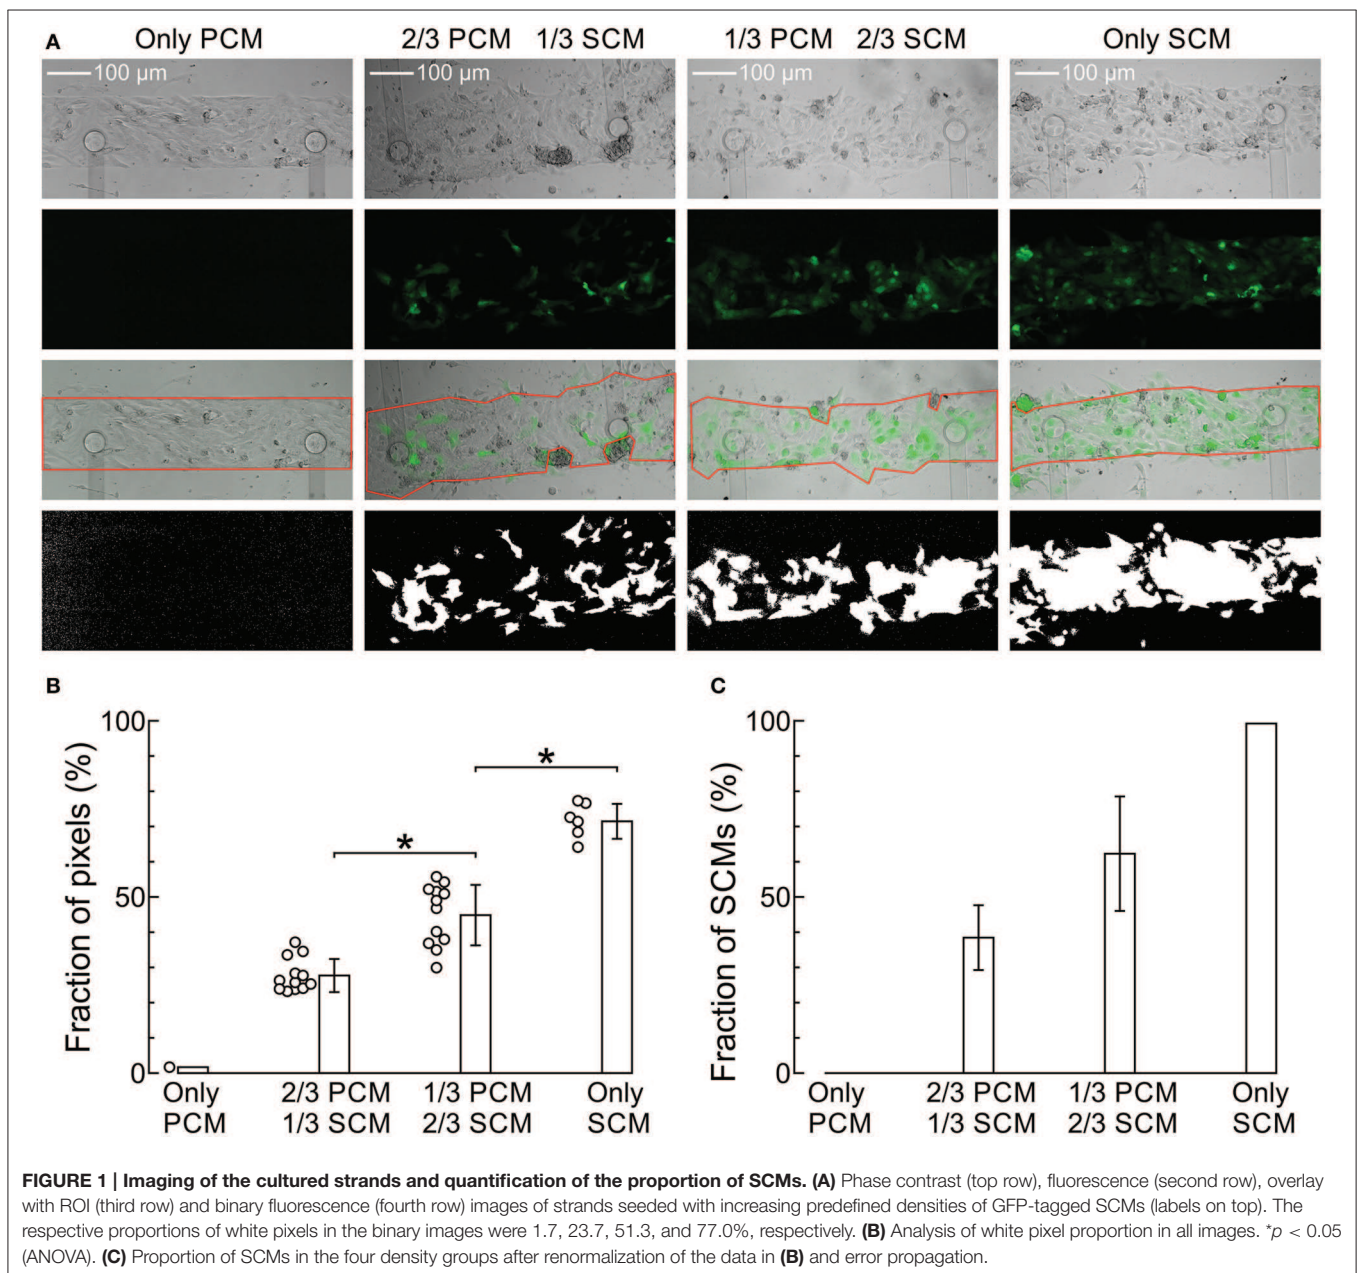 A
Only PCM
2/3 PCM 1/3 SCM
1/3 PCM 2/3 SCM
Only SCM
100 µm
100 µm
100 µm
100 µm
B
Fraction of pixels (%)
100
50
0
*
*
Only PCM
2/3 PCM 1/3 SCM
1/3 PCM 2/3 SCM
Only SCM
C
Fraction of SCMs (%)
100
50
0
Only PCM
2/3 PCM 1/3 SCM
1/3 PCM 2/3 SCM
Only SCM
FIGURE 1 | Imaging of the cultured strands and quantification of the proportion of SCMs. (A) Phase contrast (top row), fluorescence (second row), overlay
with ROI (third row) and binary fluorescence (fourth row) images of strands seeded with increasing predefined densities of GFP-tagged SCMs (labels on top). The
respective proportions of white pixels in the binary images were 1.7, 23.7, 51.3, and 77.0%, respectively. (B) Analysis of white pixel proportion in all images. *p < 0.05
(ANOVA). (C) Proportion of SCMs in the four density groups after renormalization of the data in (B) and error propagation.